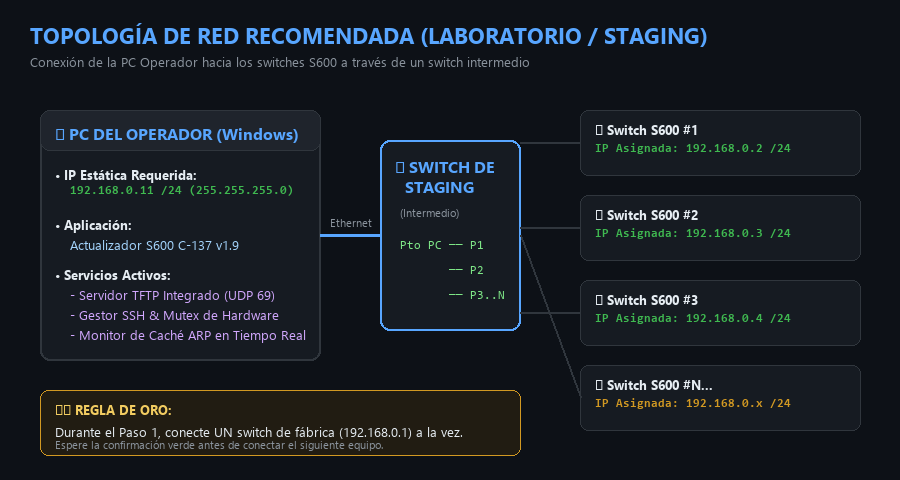 TOPOLOGÍA DE RED RECOMENDADA (LABORATORIO / STAGING)
Conexión de la PC Operador hacia los switches S600 a través de un switch intermedio
PC DEL OPERADOR (Windows)
• IP Estática Requerida:
192.168.0.11 /24 (255.255.255.0)
• Aplicación:
Actualizador S600 C-137 v1.9
• Servicios Activos:
- Servidor TFTP Integrado (UDP 69)
- Gestor SSH & Mutex de Hardware
- Monitor de Caché ARP en Tiempo Real
Ethernet
SWITCH DE
STAGING
(Intermedio)
Pto PC ── P1
── P2
── P3..N
Switch S600 #1
IP Asignada: 192.168.0.2 /24
Switch S600 #2
IP Asignada: 192.168.0.3 /24
Switch S600 #3
IP Asignada: 192.168.0.4 /24
Switch S600 #N...
IP Asignada: 192.168.0.x /24
REGLA DE ORO:
Durante el Paso 1, conecte UN switch de fábrica (192.168.0.1) a la vez.
Espere la confirmación verde antes de conectar el siguiente equipo.